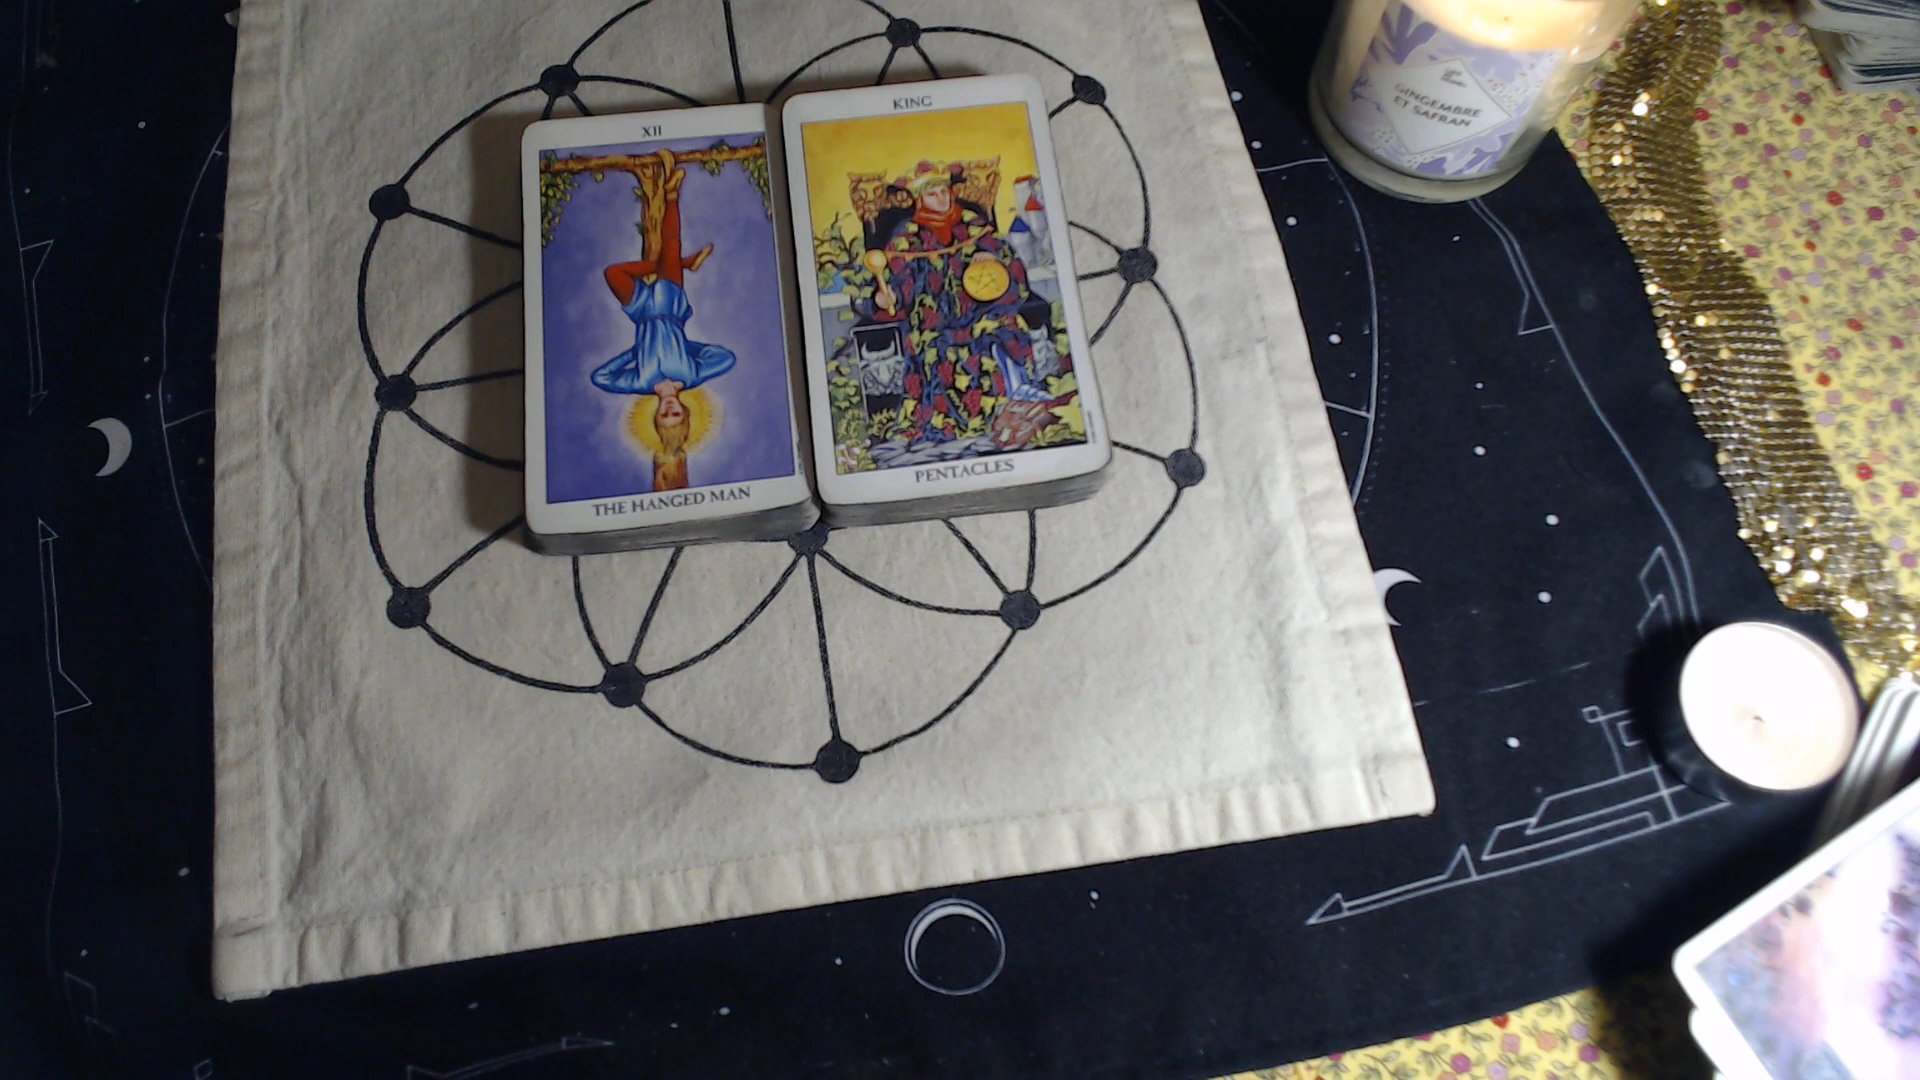 XII
THE HANGED MAN
KING
PENTACLES
GINGEMBRE
ET SAFRAN